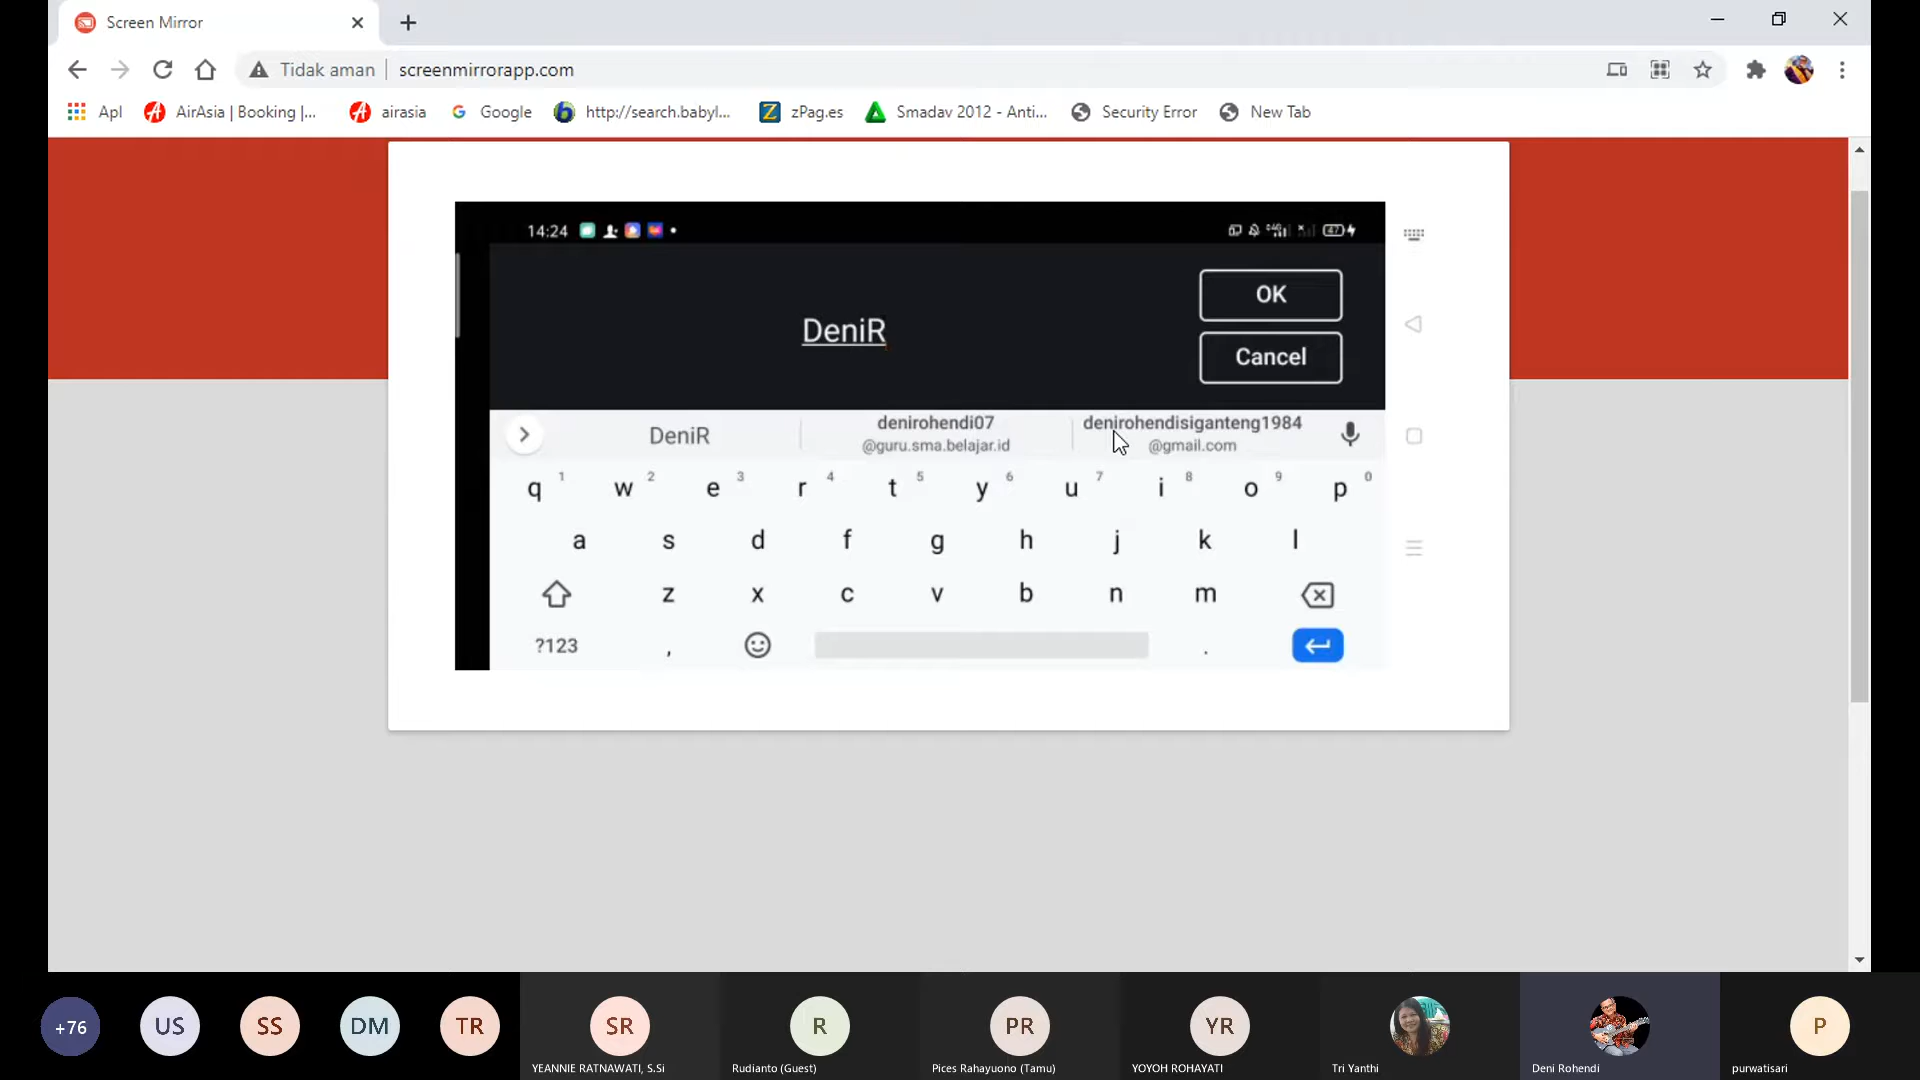 Screen Mirror
Tidak aman screenmirrorapp.com
Apl AirAsia | Booking |... airasia Google http://search.babyl... zPag.es Smadav 2012 - Anti... Security Error New Tab
14:24 47
DeniR
OK
Cancel
DeniR
denirohendi07
@guru.sma.belajar.id
denirohendisiganteng1984
@gmail.com
q 1 w 2 e 3 r 4 t 5 y 6 u 7 i 8 o 9 p 0
a s d f g h j k l
z x c v b n m
?123 , .
+76 US SS DM TR SR R PR YR P
YEANNIE RATNAWATI, S.Si Rudianto (Guest) Pices Rahayuono (Tamu) YOYOH ROHAYATI Tri Yanthi Deni Rohendi purwatisari